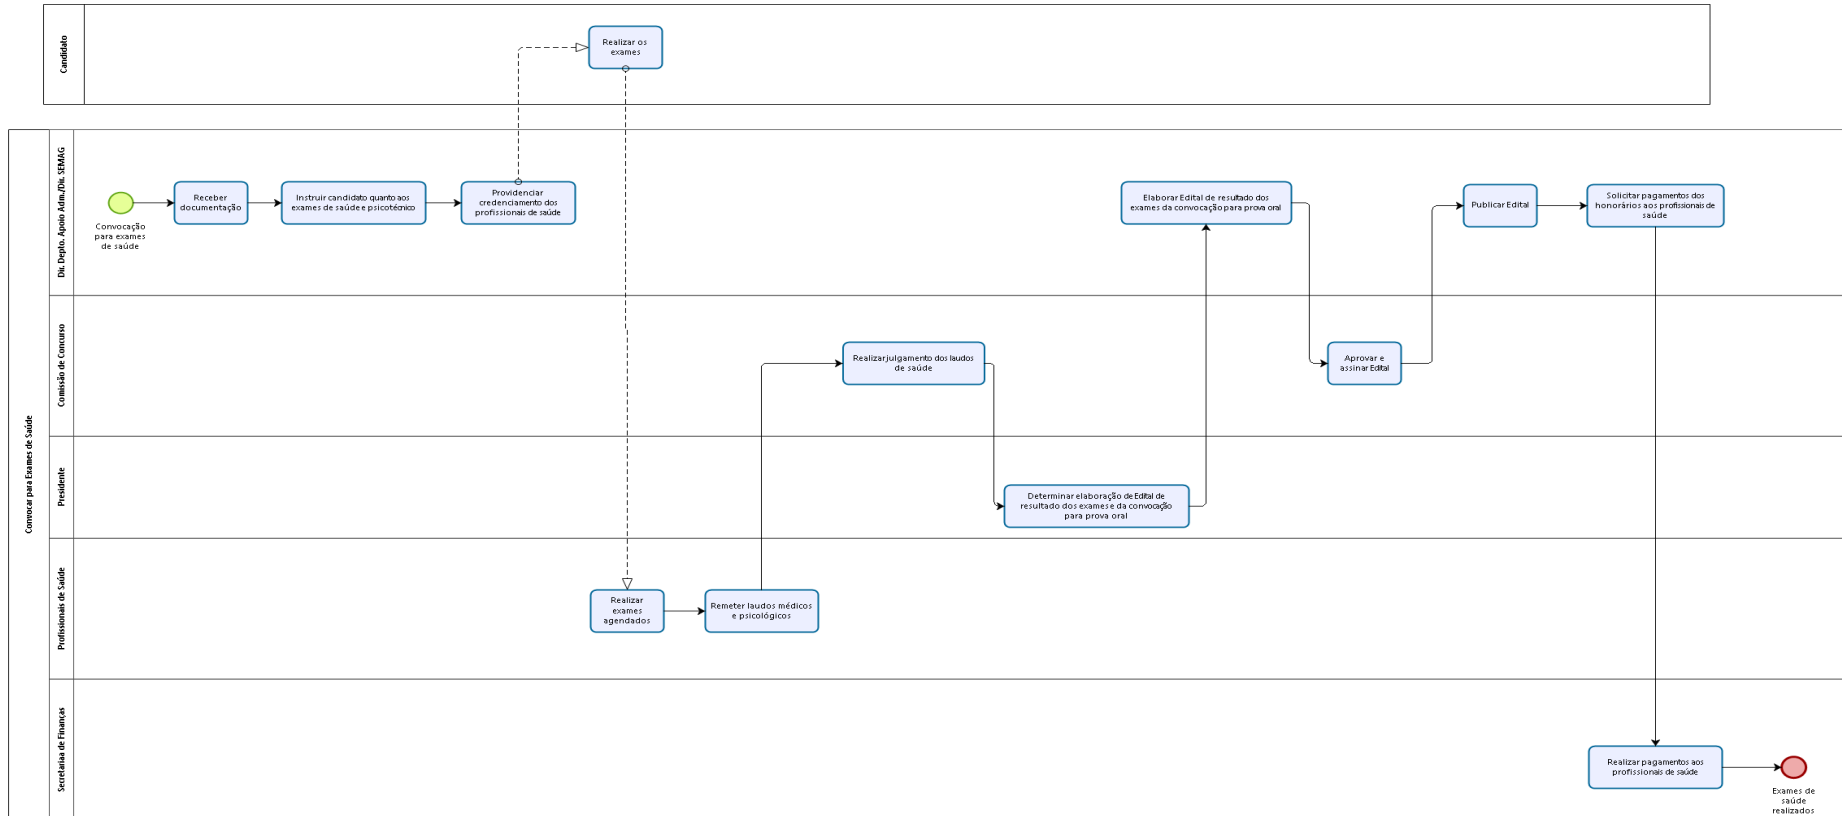 Candidato
Realizar os
exames
Convocar para Exames de Saúde
Dir. Depto. Apoio Adm./Dir. SEMAG
Convocação
para exames
de saúde
Receber
documentação
Instruir candidato quanto aos
exames de saúde e psicotécnico
Providenciar
credenciamento dos
profissionais de saúde
Elaborar Edital de resultado dos
exames da convocação para prova oral
Publicar Edital
Solicitar pagamentos dos
honorários aos profissionais de
saúde
Comissão de Concurso
Realizar julgamento dos laudos
de saúde
Aprovar e
assinar Edital
Presidente
Determinar elaboração de Edital de
resultado dos exames e da convocação
para prova oral
Profissionais de Saúde
Realizar
exames
agendados
Remeter laudos médicos
e psicológicos
Secretariaa de Finanças
Realizar pagamentos aos
profissionais de saúde
Exames de
saúde
realizados